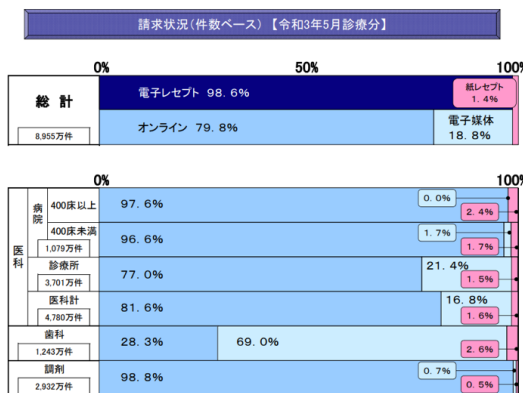 請求状況(件数ベース)【令和3年5月診療分】
0% 50% 100%
総 計
8,955万件
電子レセプト 98.6%
紙レセプト
1.4%
オンライン 79.8%
電子媒体
18.8%
0% 100%
医科
病院
400床以上
97.6% 0.0% 2.4%
400床未満
1,079万件
96.6% 1.7% 1.7%
診療所
3,701万件
77.0% 21.4% 1.5%
医科計
4,780万件
81.6% 16.8% 1.6%
歯科
1,243万件
28.3% 69.0% 2.6%
調剤
2,932万件
98.8% 0.7% 0.5%